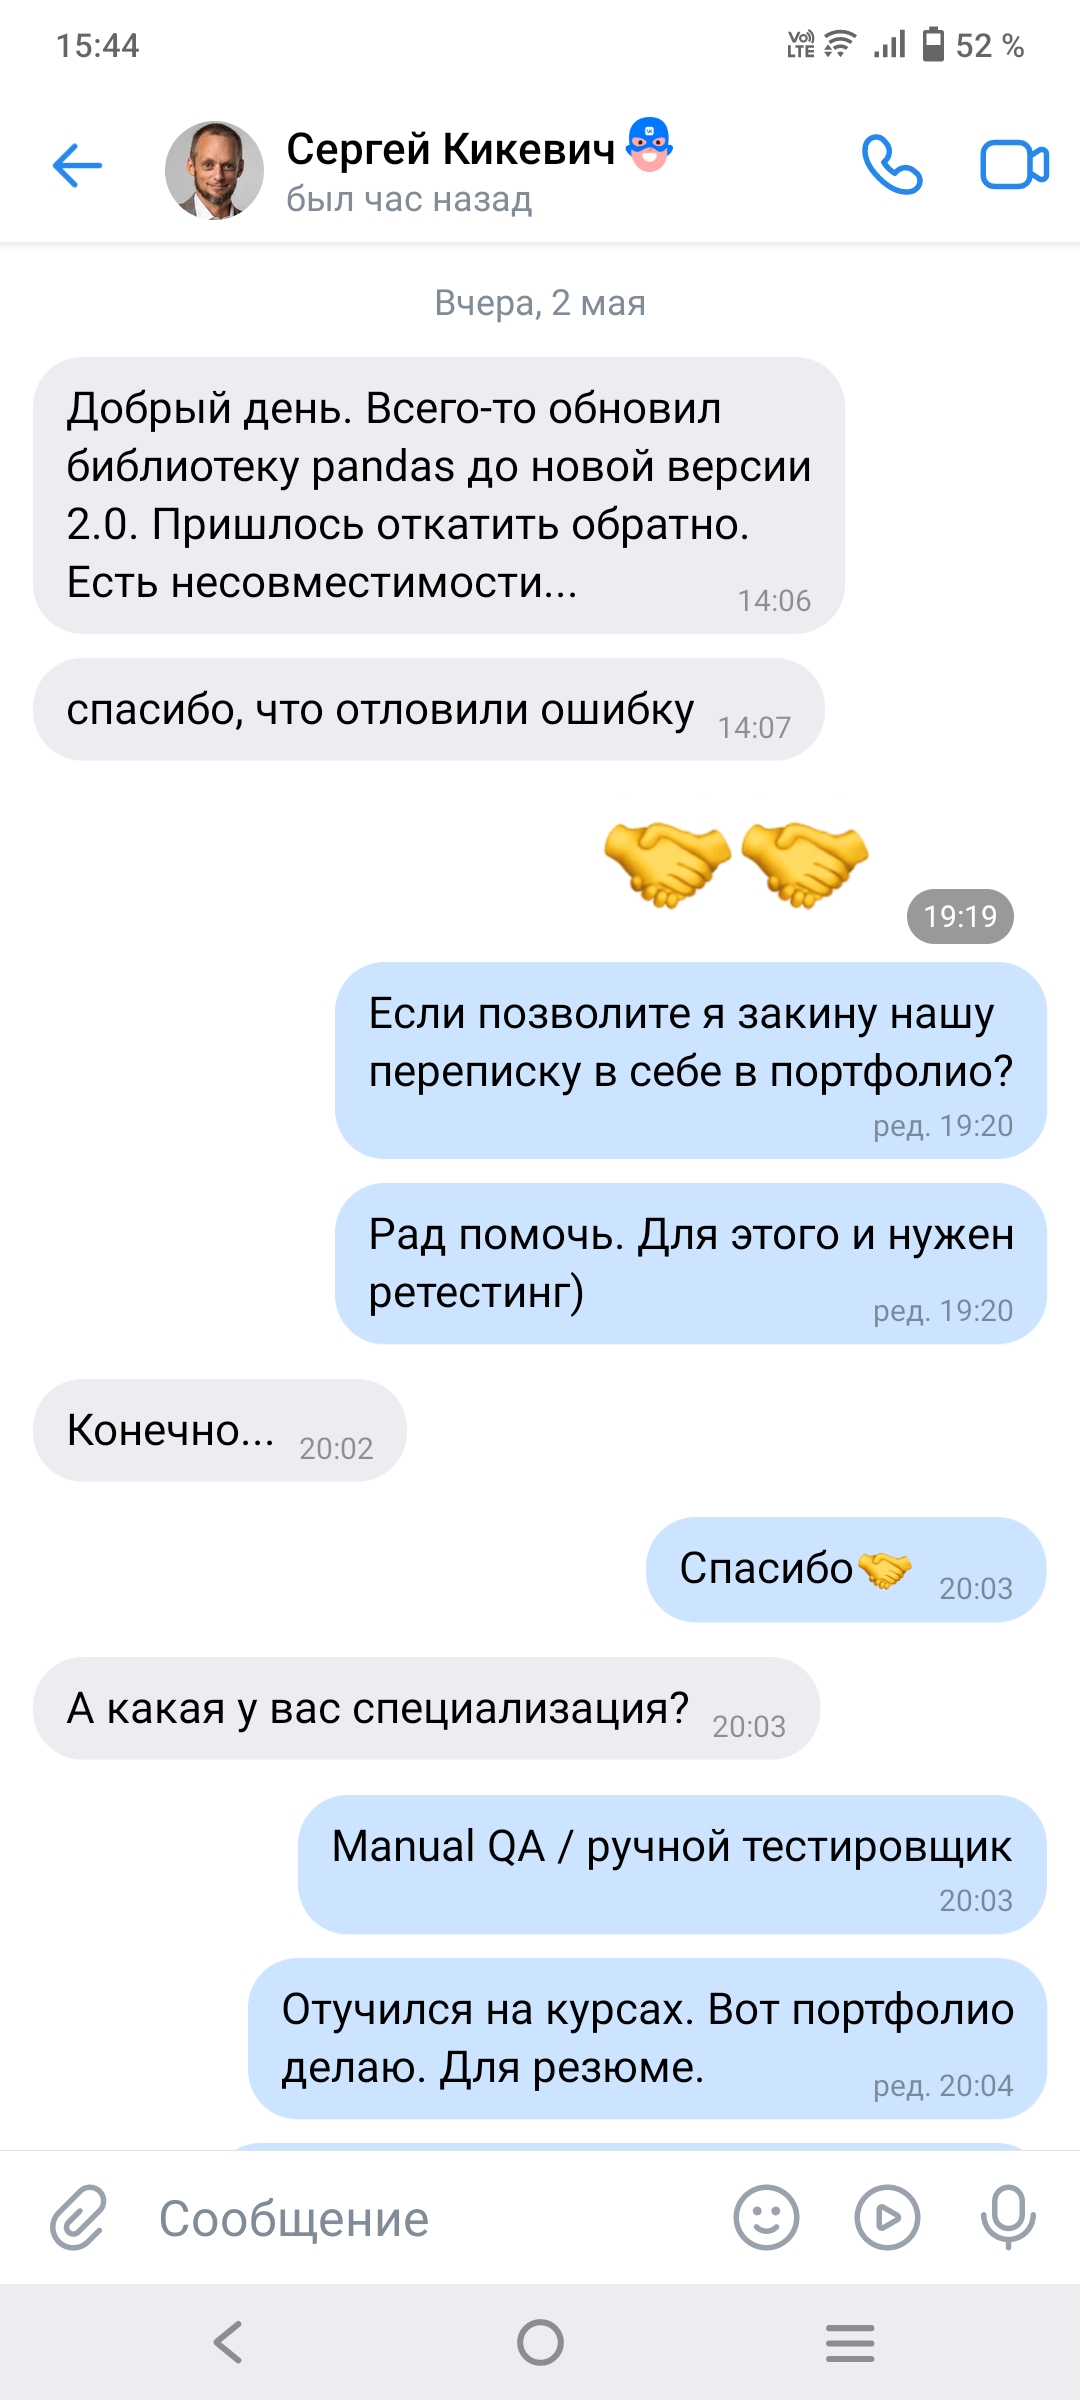 15:44
Vo) LTE 52 %
Сергей Кикевич
был час назад
Вчера, 2 мая
Добрый день. Всего-то обновил
библиотеку pandas до новой версии
2.0. Пришлось откатить обратно.
Есть несовместимости...
14:06
спасибо, что отловили ошибку
14:07
19:19
Если позволите я закину нашу
переписку в себе в портфолио?
ред. 19:20
Рад помочь. Для этого и нужен
ретестинг)
ред. 19:20
Конечно...
20:02
Спасибо🤝
20:03
А какая у вас специализация?
20:03
Manual QA / ручной тестировщик
20:03
Отучился на курсах. Вот портфолио
делаю. Для резюме.
ред. 20:04
Сообщение